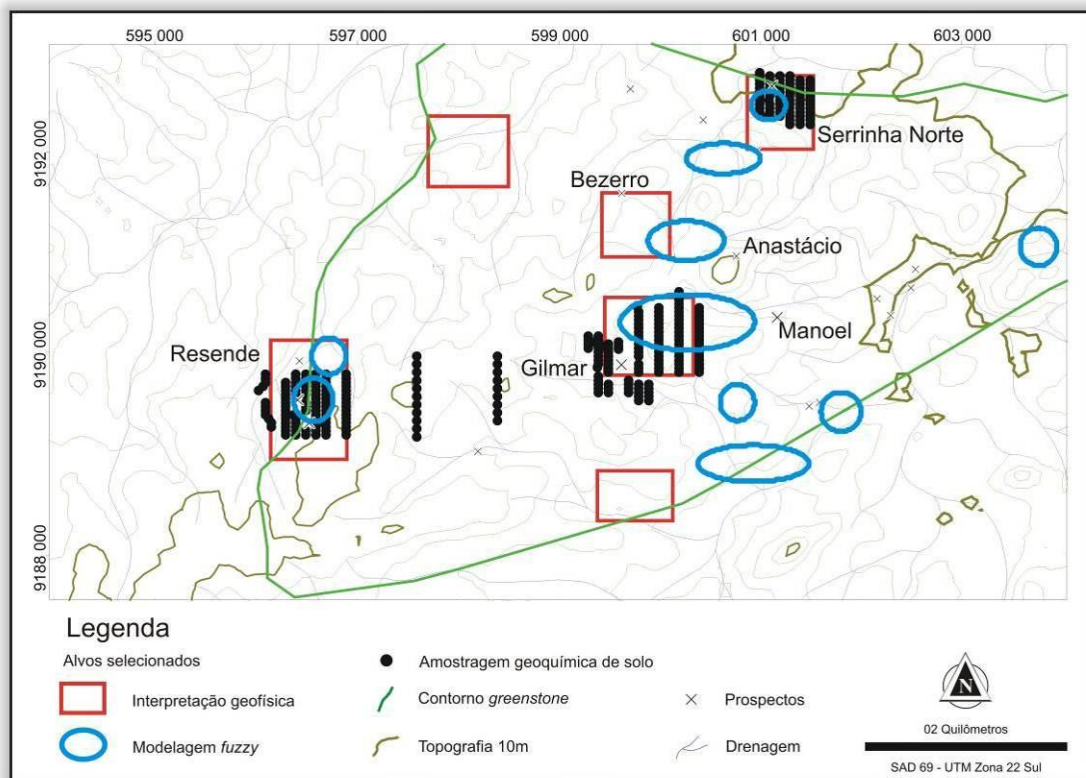 595 000 597 000 599 000 601 000 603 000
9192 000
9190 000
9188 000
Serrinha Norte
Bezerro
Anastácio
Resende
Gilmar
Manoel
Legenda
Alvos selecionados
Interpretação geofísica
Modelagem fuzzy
Amostragem geoquímica de solo
Contorno greenstone
Topografia 10m
Prospectos
Drenagem
N
02 Quilômetros
SAD 69 - UTM Zona 22 Sul